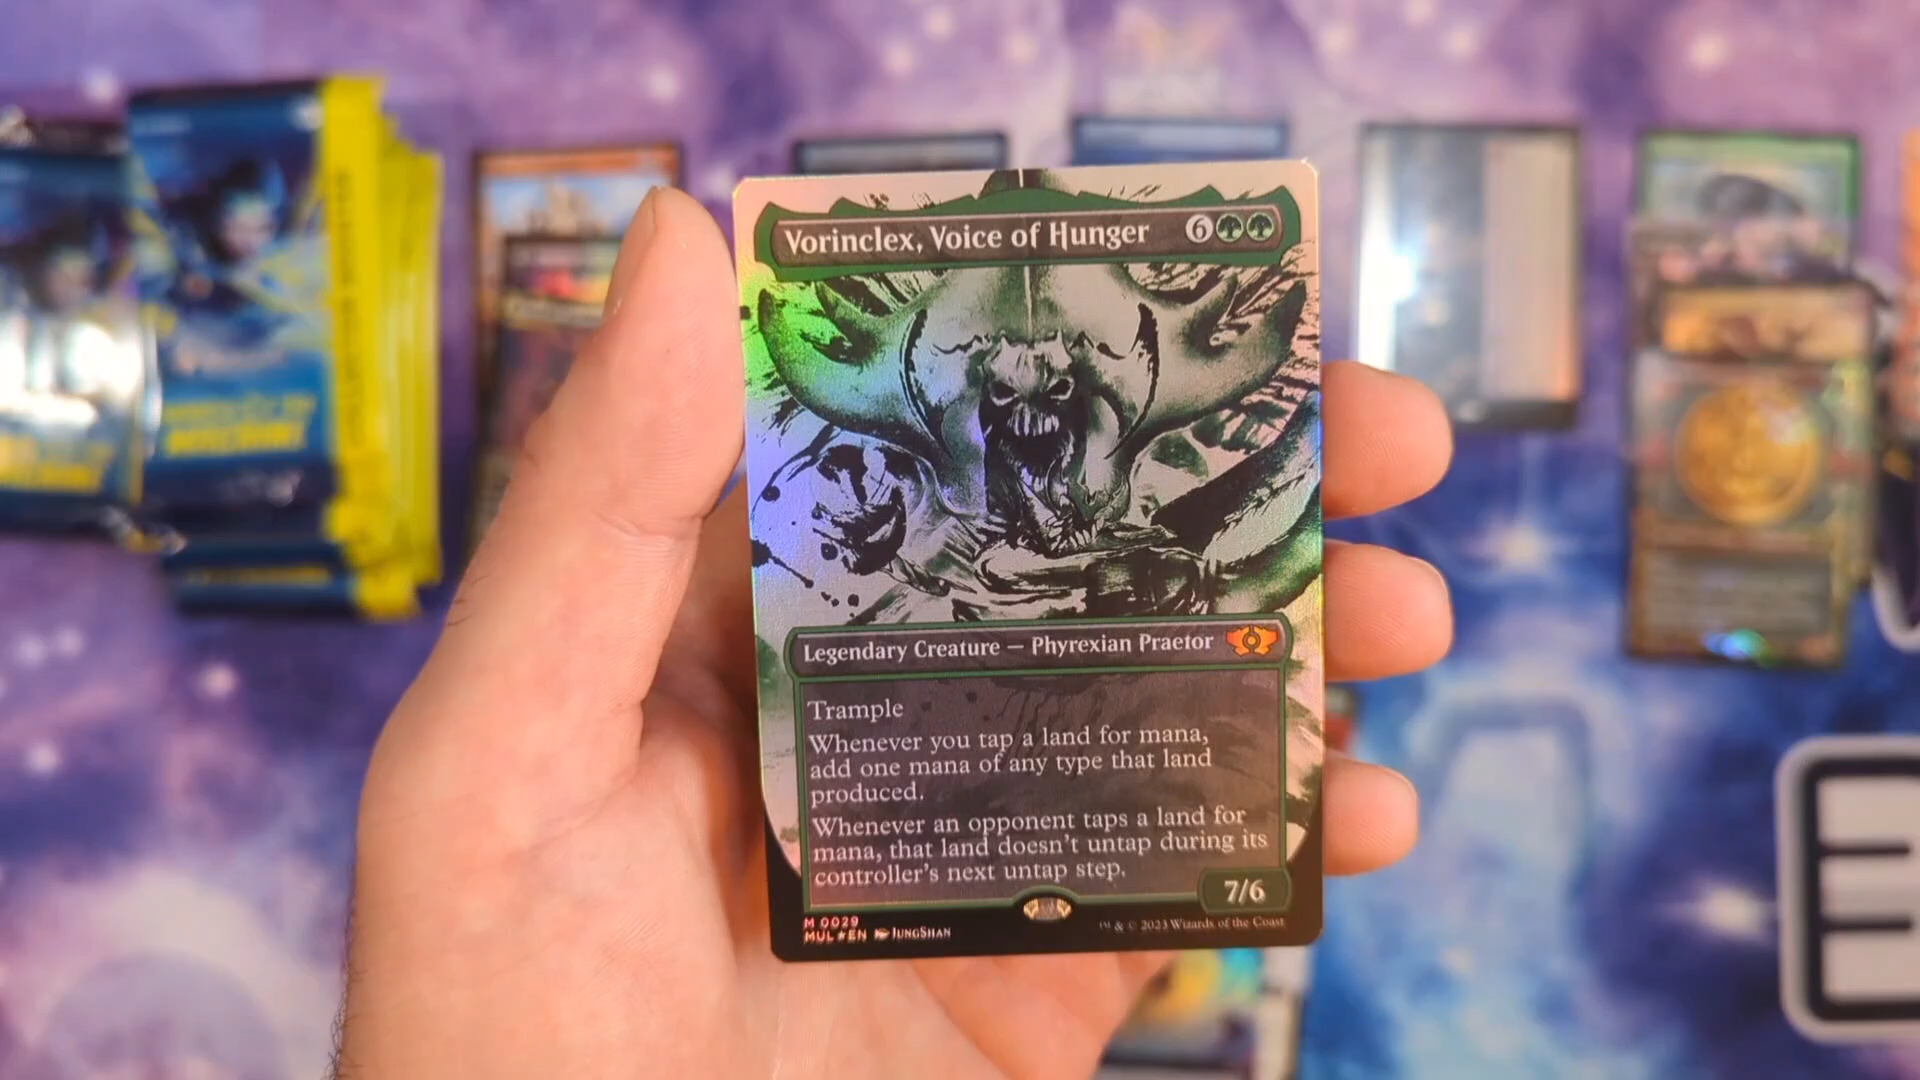 Vorinclex, Voice of Hunger 6
Legendary Creature — Phyrexian Praetor
Trample
Whenever you tap a land for mana,
add one mana of any type that land
produced.
Whenever an opponent taps a land for
mana, that land doesn't untap during its
controller's next untap step.
7/6
M 0029
MUL★EN JUNGSHAN
™ & © 2023 Wizards of the Coast